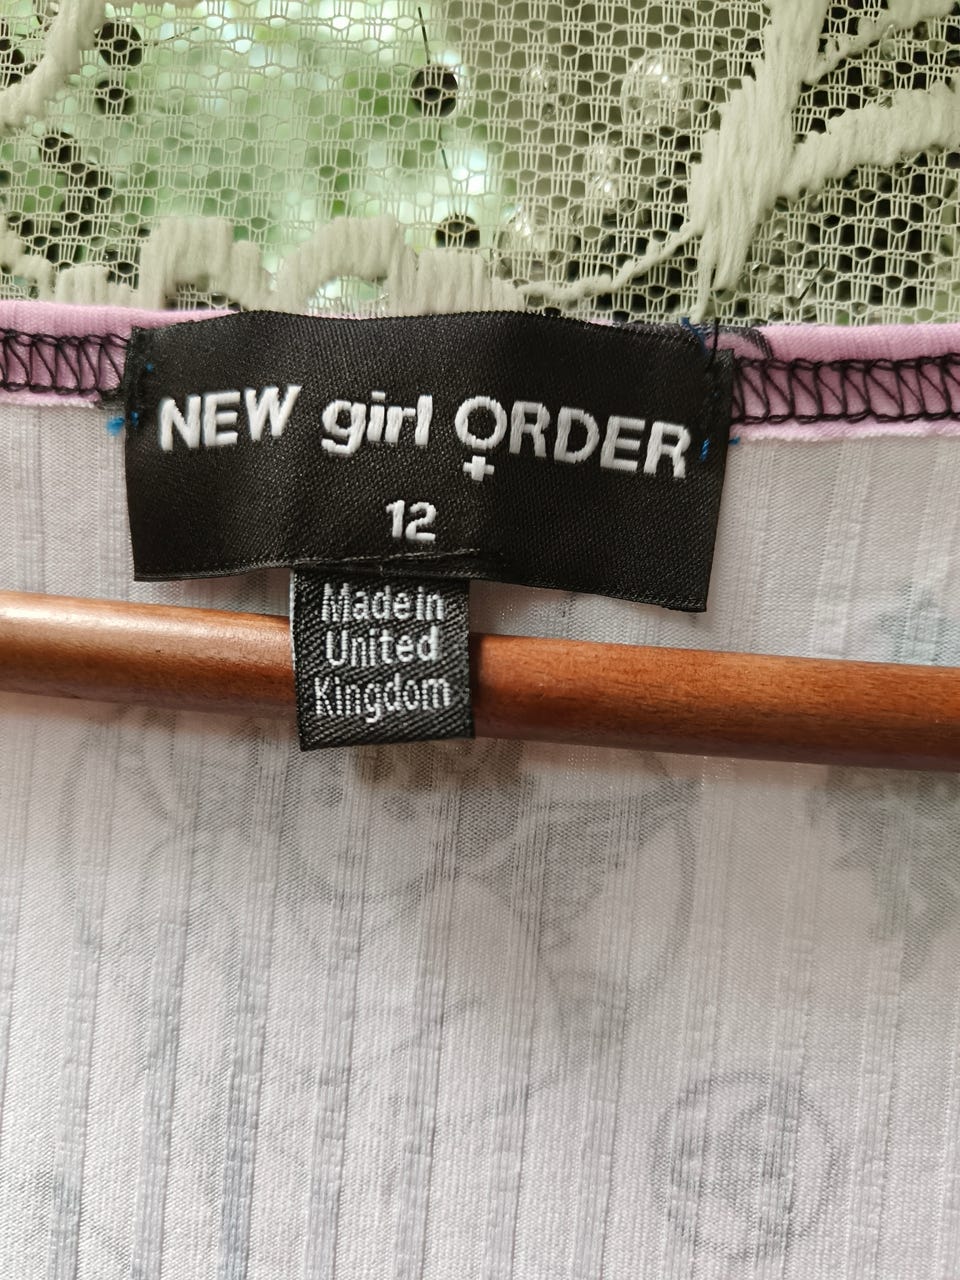 NEW girl ORDER
12
Made in
United
Kingdom